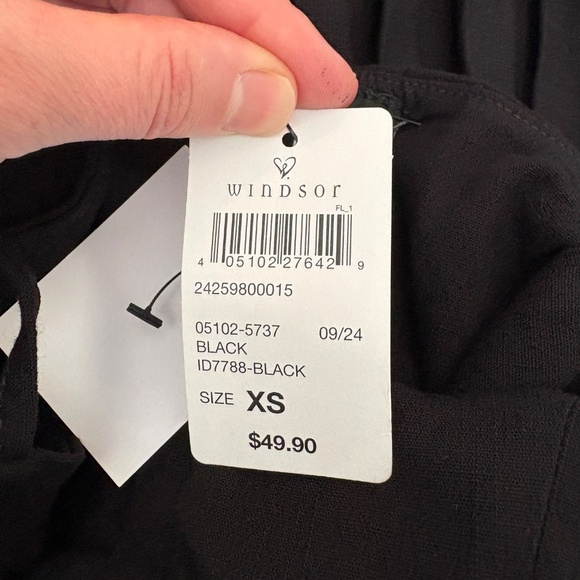 WINDSOR
FL_1
4 05102 27642 9
24259800015
05102-5737 09/24
BLACK
ID7788-BLACK
SIZE XS
$49.90